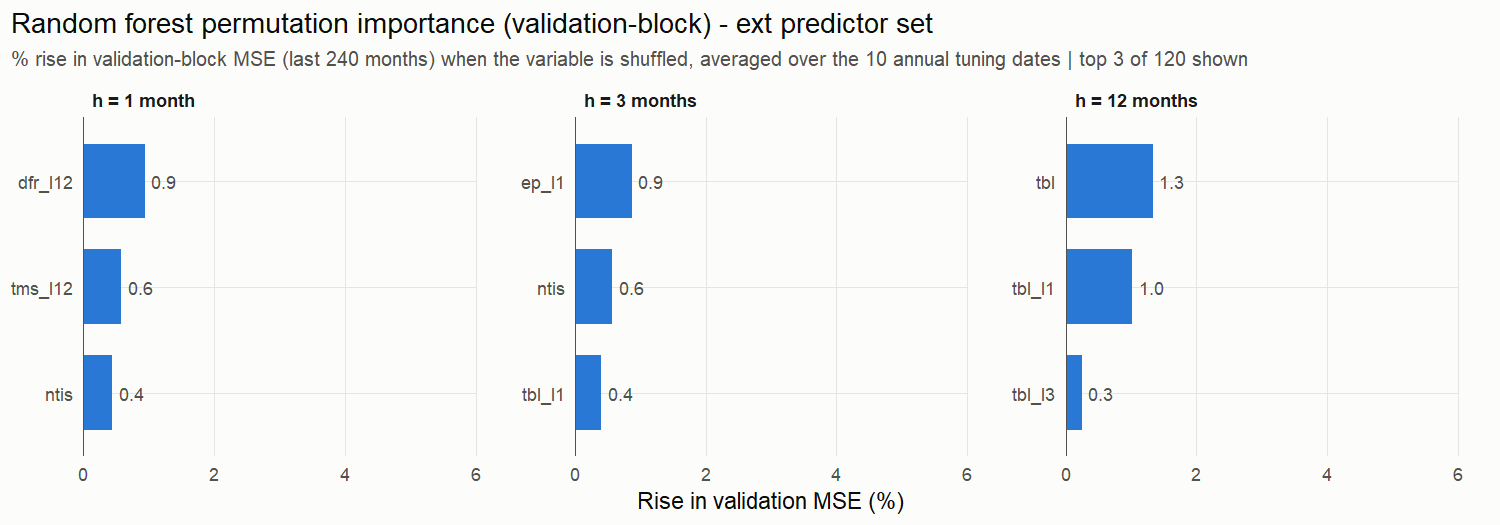 Random forest permutation importance (validation-block) - ext predictor set
% rise in validation-block MSE (last 240 months) when the variable is shuffled, averaged over the 10 annual tuning dates | top 3 of 120 shown
h = 1 month
dfr_l12
0.9
tms_l12
0.6
ntis
0.4
0 2 4 6
h = 3 months
ep_l1
0.9
ntis
0.6
tbl_l1
0.4
0 2 4 6
h = 12 months
tbl
1.3
tbl_l1
1.0
tbl_l3
0.3
0 2 4 6
Rise in validation MSE (%)